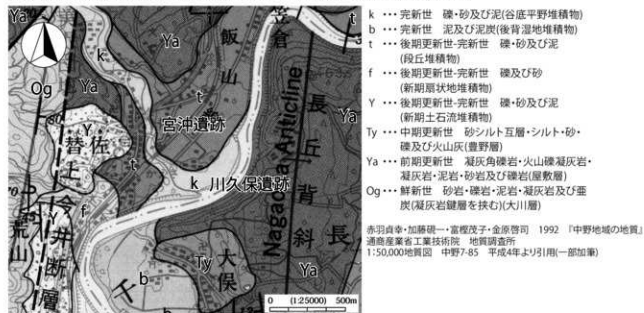 k ・・・完新世 礫・砂及び泥(谷底平野堆積物)
b ・・・完新世 泥及び泥炭(後背湿地堆積物)
t ・・・後期更新世-完新世 礫・砂及び泥
(段丘堆積物)
f ・・・後期更新世-完新世 礫及び砂
(新期扇状地堆積物)
Y ・・・後期更新世-完新世 礫・砂及び泥
(新期土石流堆積物)
Ty・・・中期更新世 砂シルト互層・シルト・砂・
礫及び火山灰(豊野層)
Ya・・・前期更新世 凝灰角礫岩・火山礫凝灰岩・
凝灰岩・泥岩・砂岩及び礫岩(屋敷層)
Og・・・鮮新世 砂岩・礫岩・泥岩・凝灰岩及び亜
炭(凝灰岩鍵層を挟む)(大川層)
赤羽貞幸・加藤碵一・富樫茂子・金原啓司 1992 『中野地域の地質』
通商産業省工業技術院 地質調査所
1:50,000地質図 中野7-85 平成4年より引用(一部加筆)
Ya
k
飯山
笠倉
t
Ya
Ya
Og
Ya
t
宮沖遺跡
Nagaoka Anticline
長丘背斜
Ya
Y
替佐
t
k
川久保遺跡
上今井断層
f
荒山
大俣
Ty
b
Ya
長
0 (1:25000) 500m